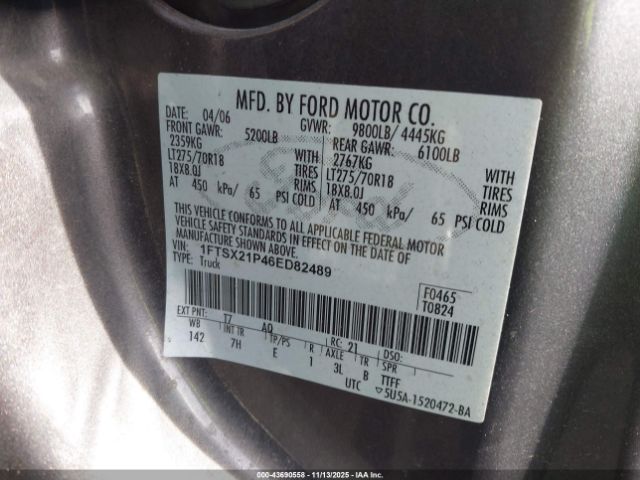 MFD. BY FORD MOTOR CO.
DATE: 04/06 GVWR: 9800LB/ 4445KG
FRONT GAWR: 5200LB REAR GAWR: 6100LB
2359KG WITH 2767KG WITH
LT275/70R18 TIRES LT275/70R18 TIRES
18X8.0J RIMS 18X8.0J RIMS
AT 450 kPa/ 65 PSI COLD AT 450 kPa/ 65 PSI COLD
THIS VEHICLE CONFORMS TO ALL APPLICABLE FEDERAL MOTOR
VEHICLE SAFETY STANDARDS IN EFFECT ON THE DATE OF
MANUFACTURE SHOWN ABOVE.
VIN: 1FTSX21P46ED82489
TYPE: Truck
F0465
T0824
EXT PNT: T7 AQ RC: 21 DSO:
WB INT TR TP/PS R AXLE TR SPR
142 7H E 1 3L B TTFF
UTC ▽5U5A-1520472-BA
Ford
©43690558 - 11/13/2025 - IAA Inc.